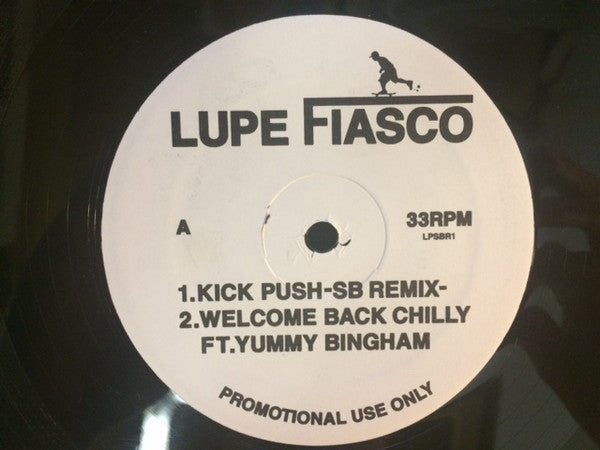 LUPE FIASCO
A
33RPM
LPSBR1
1.KICK PUSH-SB REMIX-
2.WELCOME BACK CHILLY
FT.YUMMY BINGHAM
PROMOTIONAL USE ONLY